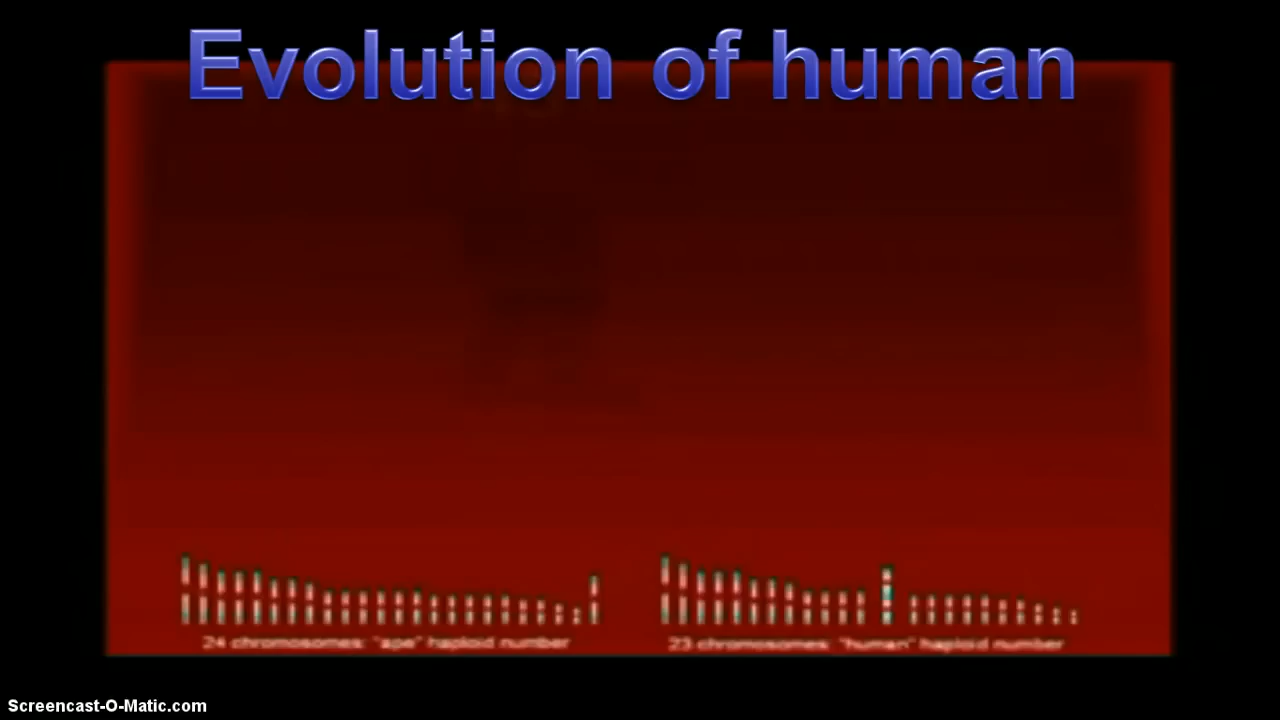 Evolution of human
24 chromosomes: "ape" haploid number
23 chromosomes: "human" haploid number
Screencast-O-Matic.com